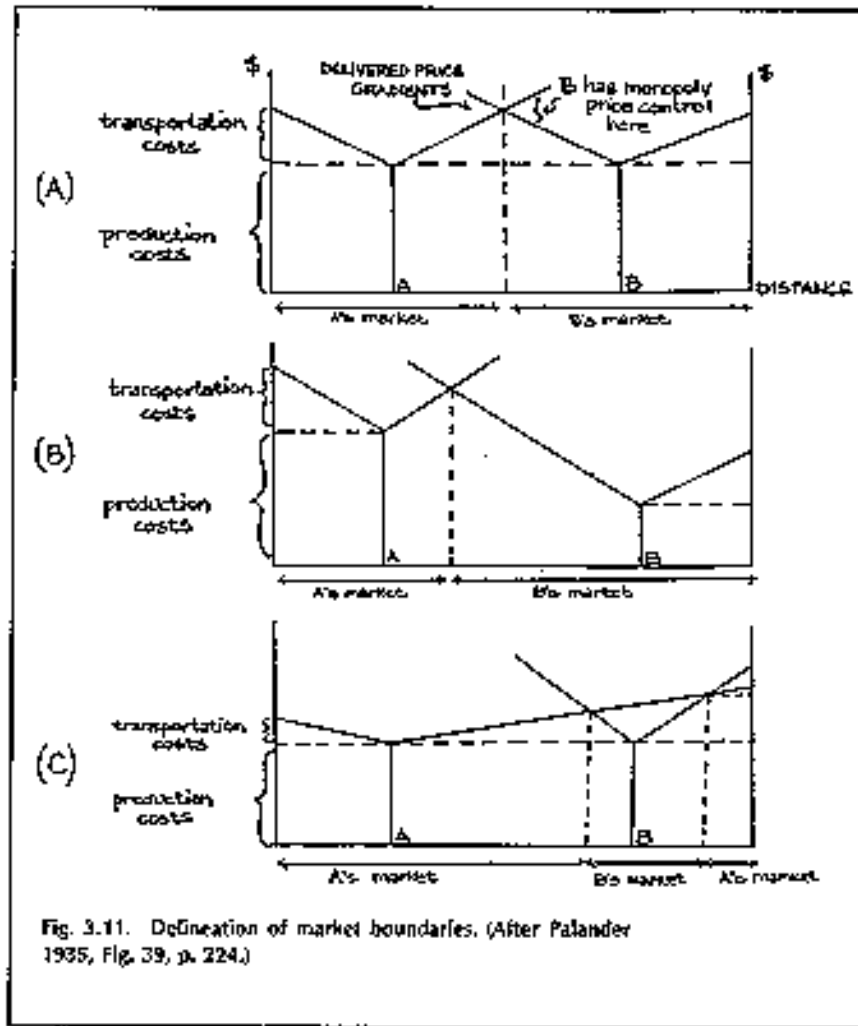 $
DELIVERED PRICE
GRADIENTS
B has monopoly
price control
here
$
transportation
costs
(A)
production
costs
A
B
DISTANCE
A's market
B's market
transportation
costs
(B)
production
costs
A
B
A's market
B's market
transportation
costs
(C)
production
costs
A
B
A's market
B's market
A's market
Fig. 3.11. Delineation of market boundaries. (After Palander
1935, Fig. 39, p. 224.)